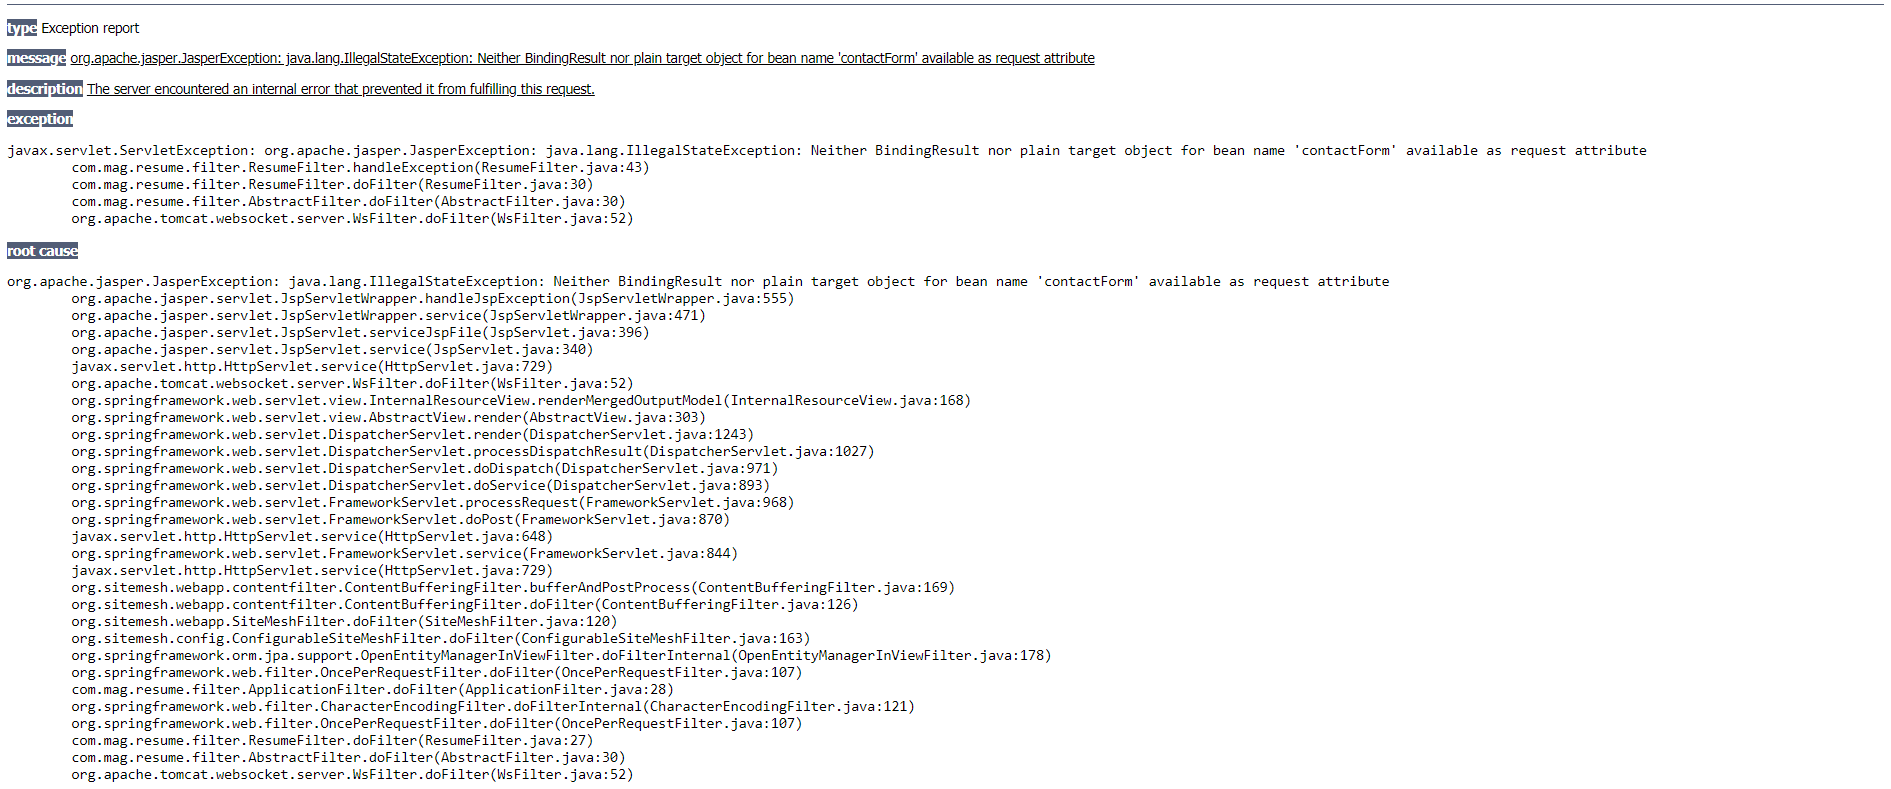 type Exception report
message org.apache.jasper.JasperException: java.lang.IllegalStateException: Neither BindingResult nor plain target object for bean name 'contactForm' available as request attribute
description The server encountered an internal error that prevented it from fulfilling this request.
exception
javax.servlet.ServletException: org.apache.jasper.JasperException: java.lang.IllegalStateException: Neither BindingResult nor plain target object for bean name 'contactForm' available as request attribute
com.mag.resume.filter.ResumeFilter.handleException(ResumeFilter.java:43)
com.mag.resume.filter.ResumeFilter.doFilter(ResumeFilter.java:30)
com.mag.resume.filter.AbstractFilter.doFilter(AbstractFilter.java:30)
org.apache.tomcat.websocket.server.WsFilter.doFilter(WsFilter.java:52)
root cause
org.apache.jasper.JasperException: java.lang.IllegalStateException: Neither BindingResult nor plain target object for bean name 'contactForm' available as request attribute
org.apache.jasper.servlet.JspServletWrapper.handleJspException(JspServletWrapper.java:555)
org.apache.jasper.servlet.JspServletWrapper.service(JspServletWrapper.java:471)
org.apache.jasper.servlet.JspServlet.serviceJspFile(JspServlet.java:396)
org.apache.jasper.servlet.JspServlet.service(JspServlet.java:340)
javax.servlet.http.HttpServlet.service(HttpServlet.java:729)
org.apache.tomcat.websocket.server.WsFilter.doFilter(WsFilter.java:52)
org.springframework.web.servlet.view.InternalResourceView.renderMergedOutputModel(InternalResourceView.java:168)
org.springframework.web.servlet.view.AbstractView.render(AbstractView.java:303)
org.springframework.web.servlet.DispatcherServlet.render(DispatcherServlet.java:1243)
org.springframework.web.servlet.DispatcherServlet.processDispatchResult(DispatcherServlet.java:1027)
org.springframework.web.servlet.DispatcherServlet.doDispatch(DispatcherServlet.java:971)
org.springframework.web.servlet.DispatcherServlet.doService(DispatcherServlet.java:893)
org.springframework.web.servlet.FrameworkServlet.processRequest(FrameworkServlet.java:968)
org.springframework.web.servlet.FrameworkServlet.doPost(FrameworkServlet.java:870)
javax.servlet.http.HttpServlet.service(HttpServlet.java:648)
org.springframework.web.servlet.FrameworkServlet.service(FrameworkServlet.java:844)
javax.servlet.http.HttpServlet.service(HttpServlet.java:729)
org.sitemesh.webapp.contentfilter.ContentBufferingFilter.bufferAndPostProcess(ContentBufferingFilter.java:169)
org.sitemesh.webapp.contentfilter.ContentBufferingFilter.doFilter(ContentBufferingFilter.java:126)
org.sitemesh.webapp.SiteMeshFilter.doFilter(SiteMeshFilter.java:120)
org.sitemesh.config.ConfigurableSiteMeshFilter.doFilter(ConfigurableSiteMeshFilter.java:163)
org.springframework.orm.jpa.support.OpenEntityManagerInViewFilter.doFilterInternal(OpenEntityManagerInViewFilter.java:178)
org.springframework.web.filter.OncePerRequestFilter.doFilter(OncePerRequestFilter.java:107)
com.mag.resume.filter.ApplicationFilter.doFilter(ApplicationFilter.java:28)
org.springframework.web.filter.CharacterEncodingFilter.doFilterInternal(CharacterEncodingFilter.java:121)
org.springframework.web.filter.OncePerRequestFilter.doFilter(OncePerRequestFilter.java:107)
com.mag.resume.filter.ResumeFilter.doFilter(ResumeFilter.java:27)
com.mag.resume.filter.AbstractFilter.doFilter(AbstractFilter.java:30)
org.apache.tomcat.websocket.server.WsFilter.doFilter(WsFilter.java:52)